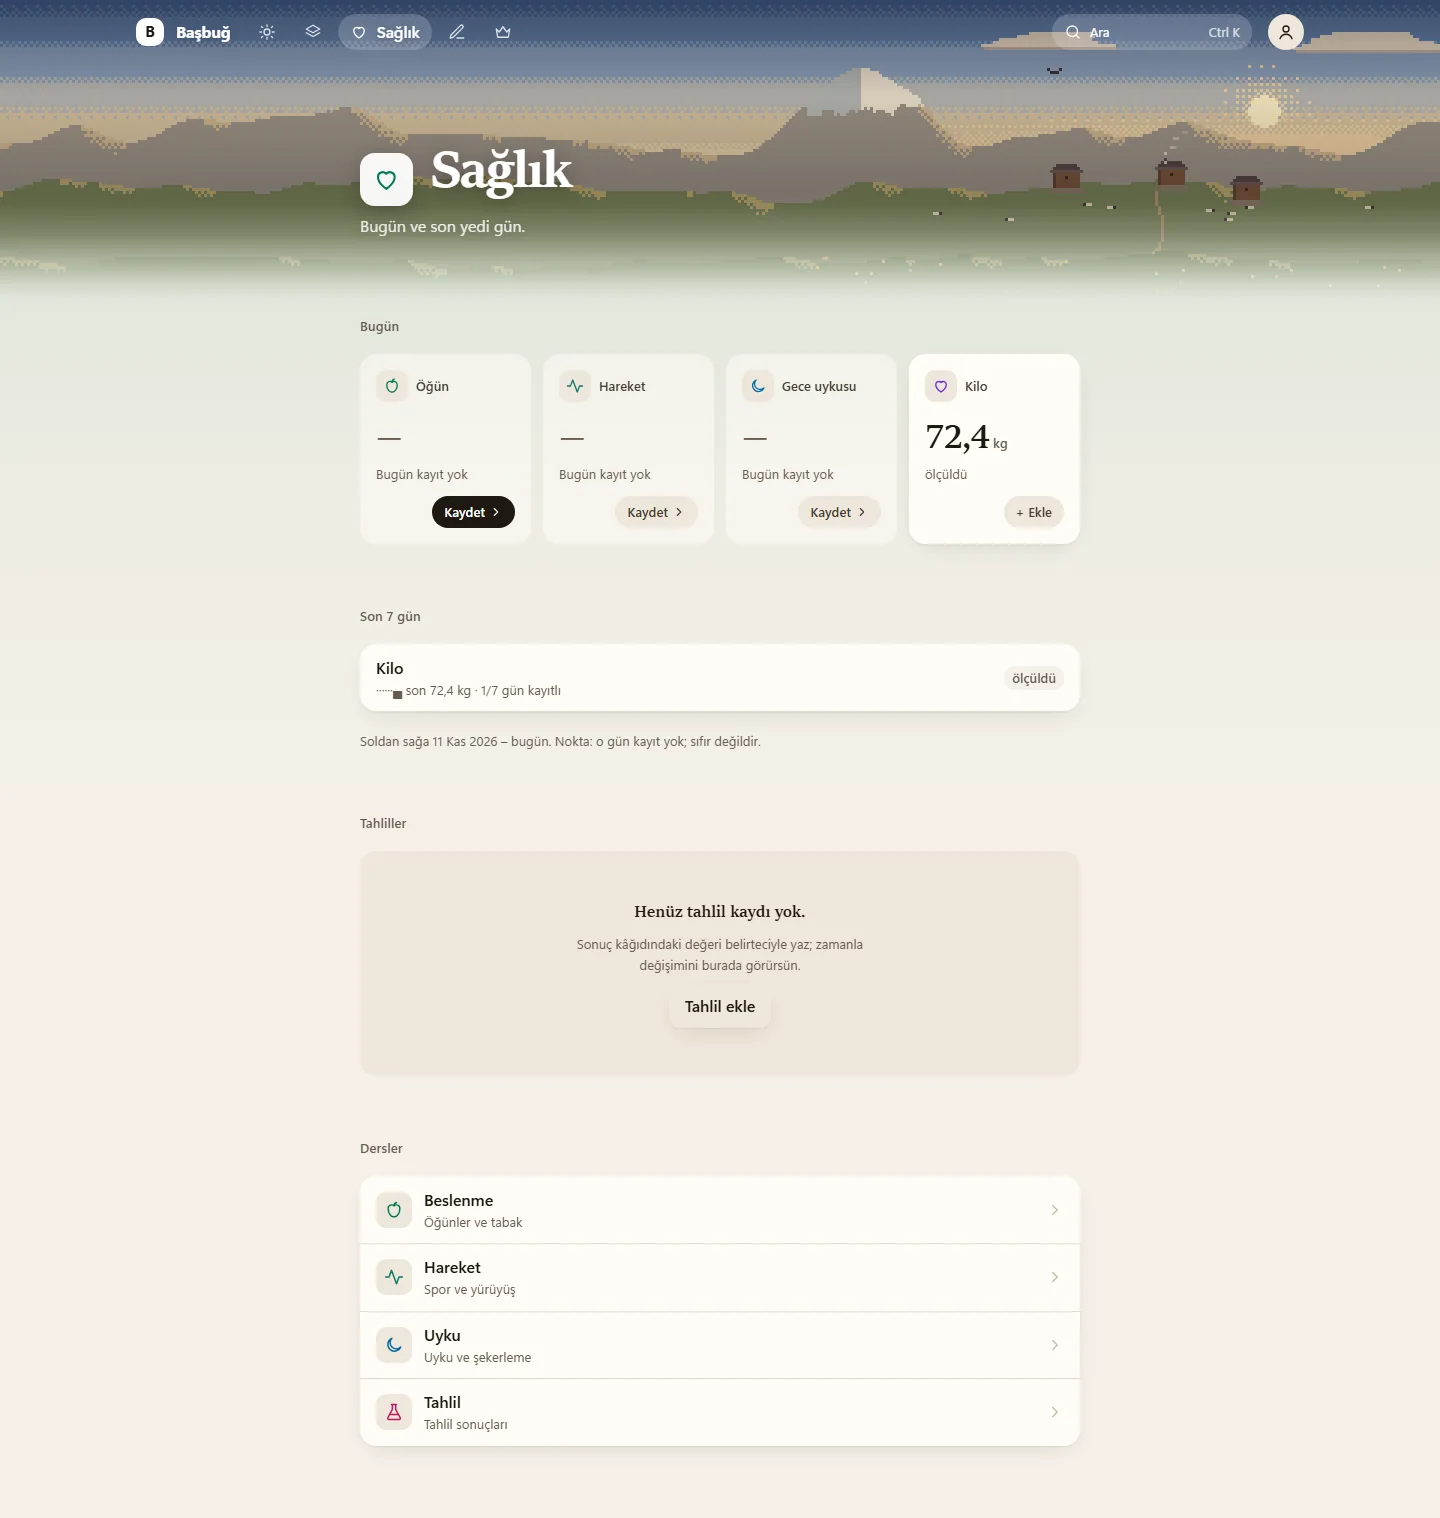 B Başbuğ Sağlık Ara Ctrl K
Sağlık
Bugün ve son yedi gün.
Bugün
Öğün
—
Bugün kayıt yok
Kaydet
Hareket
—
Bugün kayıt yok
Kaydet
Gece uykusu
—
Bugün kayıt yok
Kaydet
Kilo
72,4 kg
ölçüldü
+ Ekle
Son 7 gün
Kilo
······▄ son 72,4 kg · 1/7 gün kayıtlı
ölçüldü
Soldan sağa 11 Kas 2026 – bugün. Nokta: o gün kayıt yok; sıfır değildir.
Tahliller
Henüz tahlil kaydı yok.
Sonuç kâğıdındaki değeri belirteciyle yaz; zamanla
değişimini burada görürsün.
Tahlil ekle
Dersler
Beslenme
Öğünler ve tabak
Hareket
Spor ve yürüyüş
Uyku
Uyku ve şekerleme
Tahlil
Tahlil sonuçları